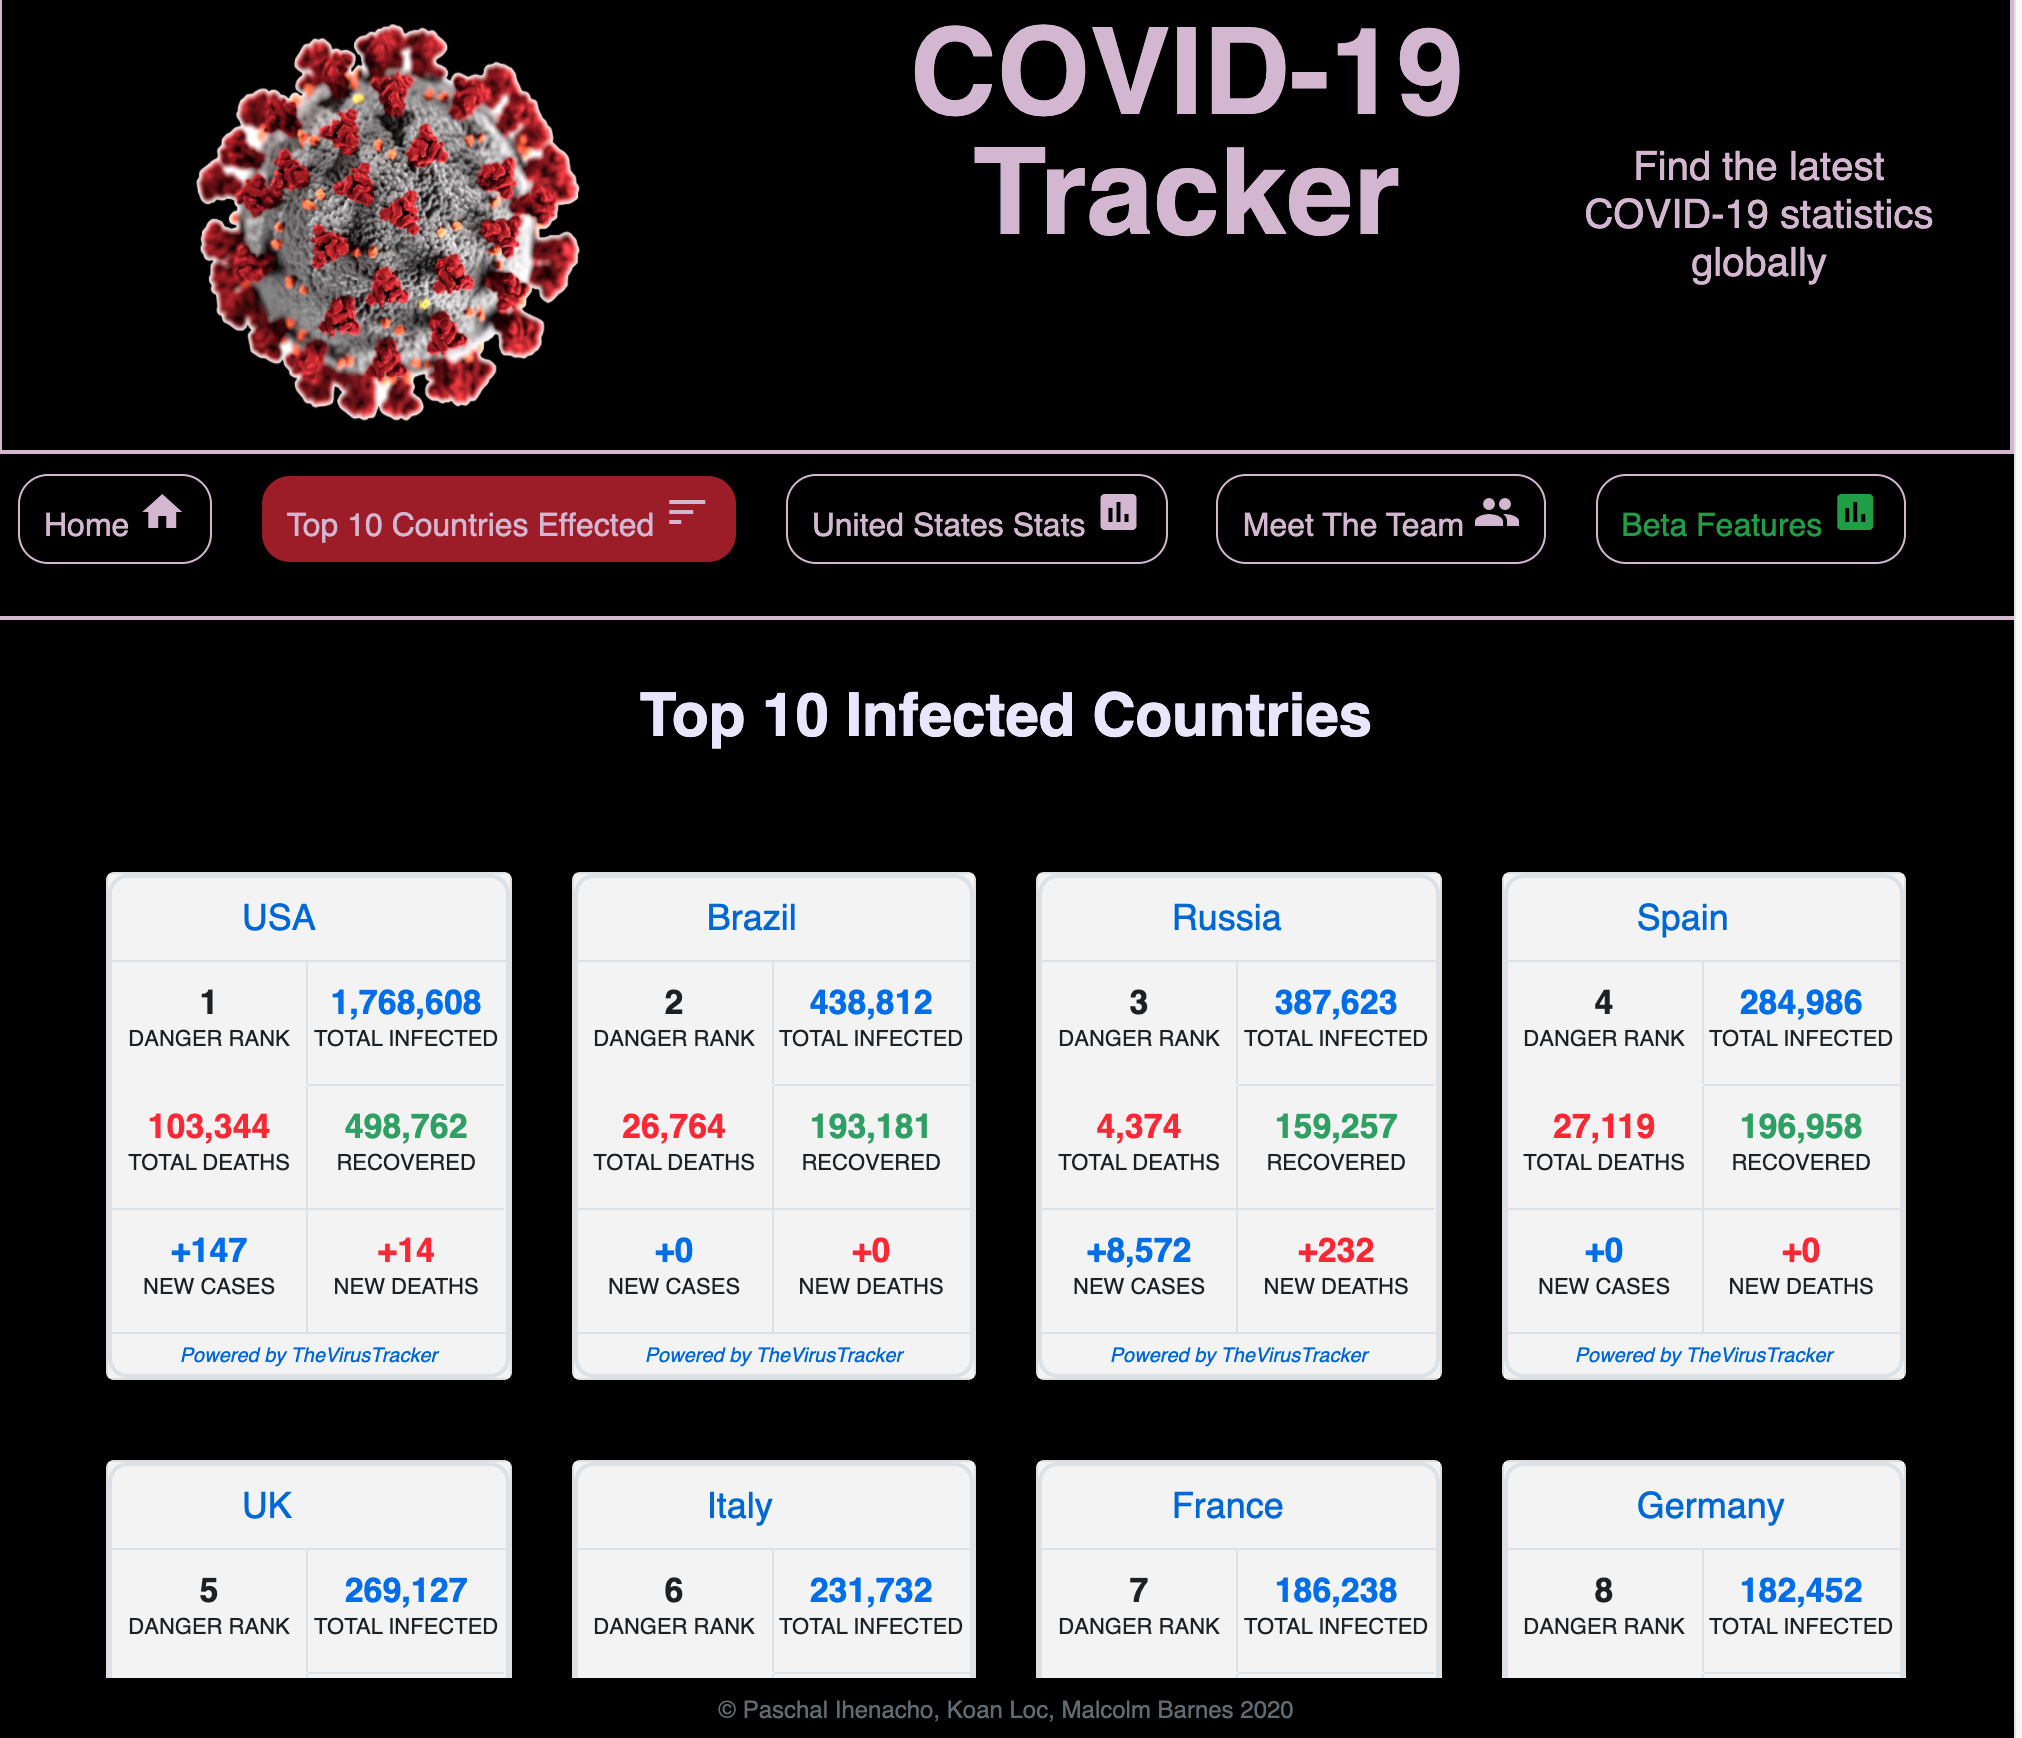 COVID-19
Tracker
Find the latest
COVID-19 statistics
globally
Home
Top 10 Countries Effected
United States Stats
Meet The Team
Beta Features
Top 10 Infected Countries
USA
1
DANGER RANK
1,768,608
TOTAL INFECTED
103,344
TOTAL DEATHS
498,762
RECOVERED
+147
NEW CASES
+14
NEW DEATHS
Powered by TheVirusTracker
Brazil
2
DANGER RANK
438,812
TOTAL INFECTED
26,764
TOTAL DEATHS
193,181
RECOVERED
+0
NEW CASES
+0
NEW DEATHS
Powered by TheVirusTracker
Russia
3
DANGER RANK
387,623
TOTAL INFECTED
4,374
TOTAL DEATHS
159,257
RECOVERED
+8,572
NEW CASES
+232
NEW DEATHS
Powered by TheVirusTracker
Spain
4
DANGER RANK
284,986
TOTAL INFECTED
27,119
TOTAL DEATHS
196,958
RECOVERED
+0
NEW CASES
+0
NEW DEATHS
Powered by TheVirusTracker
UK
5
DANGER RANK
269,127
TOTAL INFECTED
Italy
6
DANGER RANK
231,732
TOTAL INFECTED
France
7
DANGER RANK
186,238
TOTAL INFECTED
Germany
8
DANGER RANK
182,452
TOTAL INFECTED
© Paschal Ihenacho, Koan Loc, Malcolm Barnes 2020